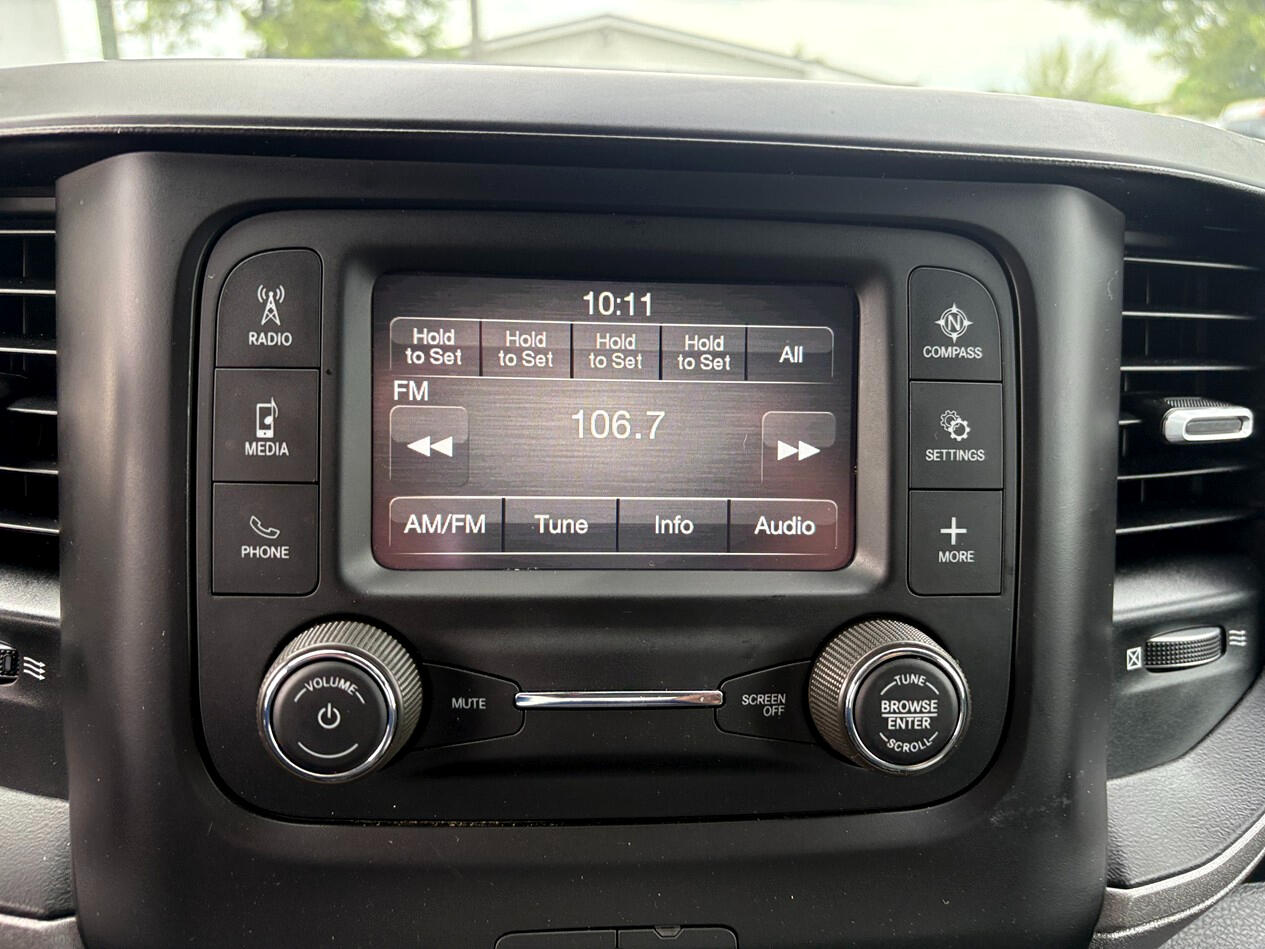 10:11
Hold
to Set
Hold
to Set
Hold
to Set
Hold
to Set
All
FM
106.7
AM/FM
Tune
Info
Audio
RADIO
MEDIA
PHONE
N
COMPASS
SETTINGS
MORE
VOLUME
MUTE
SCREEN
OFF
TUNE
BROWSE
ENTER
SCROLL